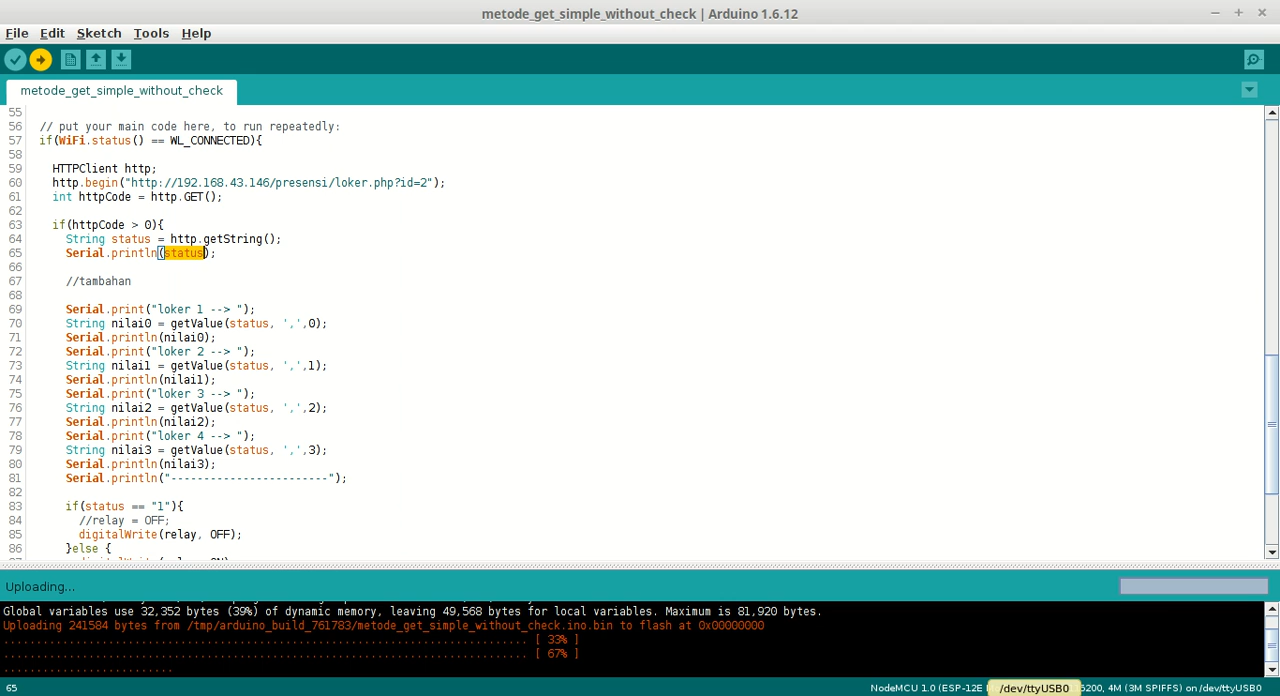 metode_get_simple_without_check | Arduino 1.6.12
File Edit Sketch Tools Help
metode_get_simple_without_check
55
56 // put your main code here, to run repeatedly:
57 if(WiFi.status() == WL_CONNECTED){
58
59 HTTPClient http;
60 http.begin("http://192.168.43.146/presensi/loker.php?id=2");
61 int httpCode = http.GET();
62
63 if(httpCode > 0){
64 String status = http.getString();
65 Serial.println(status);
66
67 //tambahan
68
69 Serial.print("loker 1 --> ");
70 String nilai0 = getValue(status, ',',0);
71 Serial.println(nilai0);
72 Serial.print("loker 2 --> ");
73 String nilai1 = getValue(status, ',',1);
74 Serial.println(nilai1);
75 Serial.print("loker 3 --> ");
76 String nilai2 = getValue(status, ',',2);
77 Serial.println(nilai2);
78 Serial.print("loker 4 --> ");
79 String nilai3 = getValue(status, ',',3);
80 Serial.println(nilai3);
81 Serial.println("------------------------");
82
83 if(status == "1"){
84 //relay = OFF;
85 digitalWrite(relay, OFF);
86 }else {
Uploading...
Global variables use 32,352 bytes (39%) of dynamic memory, leaving 49,568 bytes for local variables. Maximum is 81,920 bytes.
Uploading 241584 bytes from /tmp/arduino_build_761783/metode_get_simple_without_check.ino.bin to flash at 0x00000000
................................................................................ [ 33% ]
................................................................................ [ 67% ]
..........................
65 NodeMCU 1.0 (ESP-12E /dev/ttyUSB0 5200, 4M (3M SPIFFS) on /dev/ttyUSB0